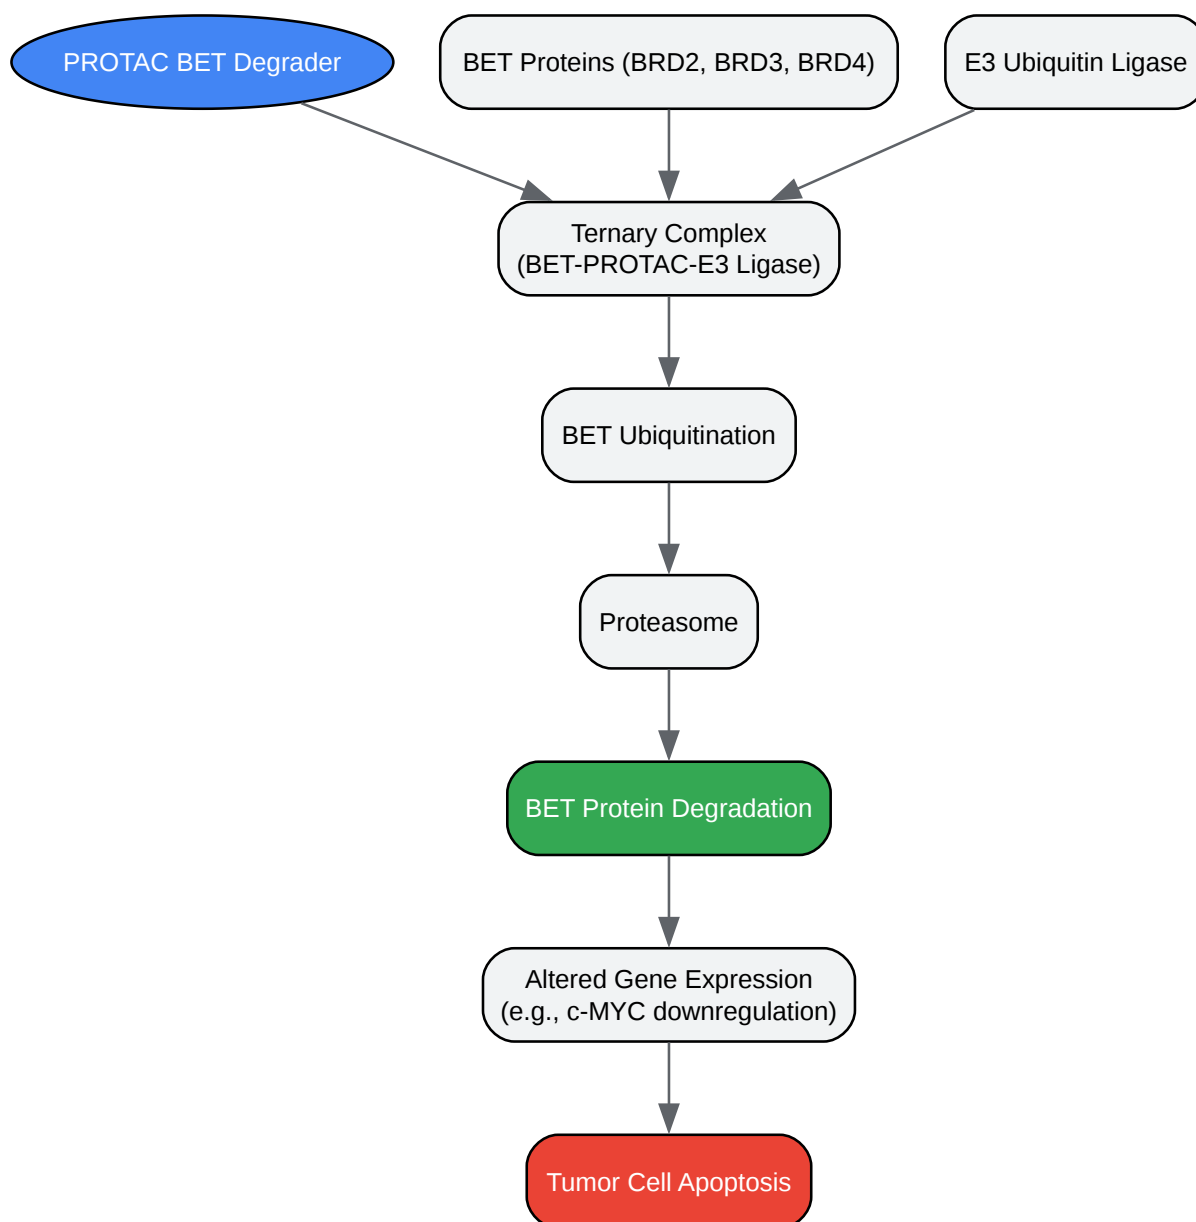 PROTAC BET Degrader
BET Proteins (BRD2, BRD3, BRD4)
E3 Ubiquitin Ligase
Ternary Complex
(BET-PROTAC-E3 Ligase)
BET Ubiquitination
Proteasome
BET Protein Degradation
Altered Gene Expression
(e.g., c-MYC downregulation)
Tumor Cell Apoptosis